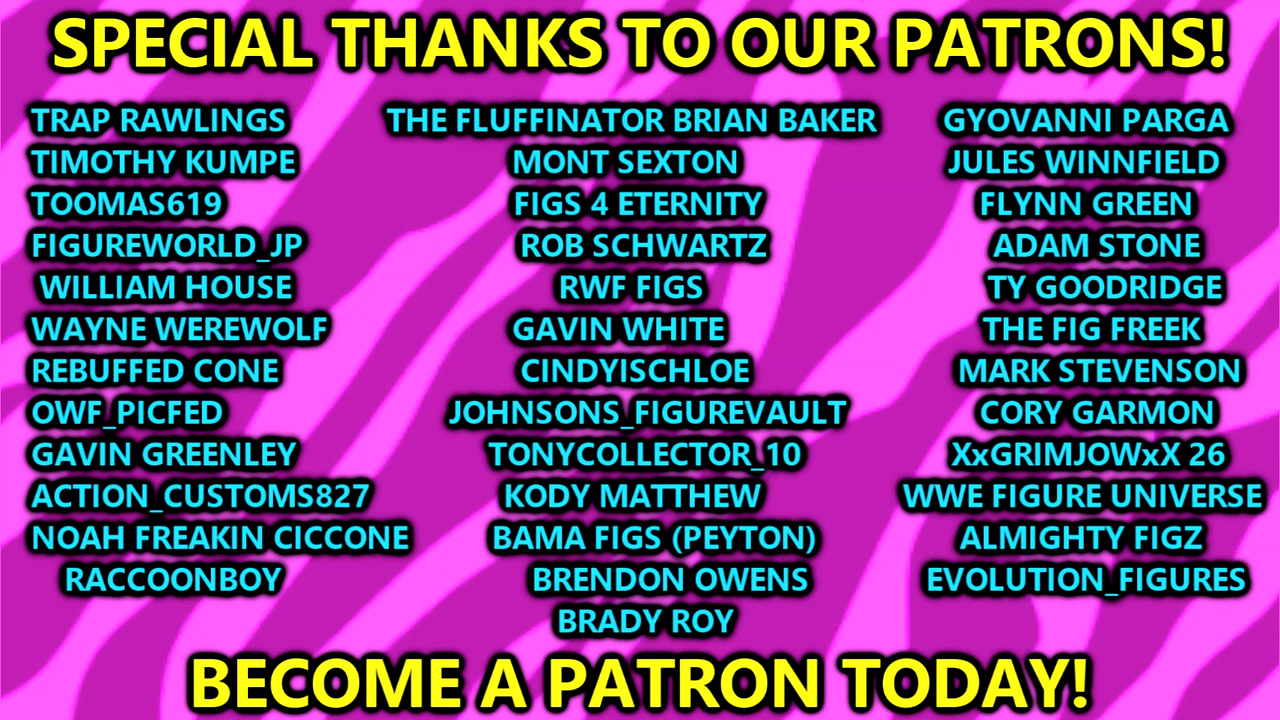 SPECIAL THANKS TO OUR PATRONS!
TRAP RAWLINGS
TIMOTHY KUMPE
TOOMAS619
FIGUREWORLD_JP
WILLIAM HOUSE
WAYNE WEREWOLF
REBUFFED CONE
OWF_PICFED
GAVIN GREENLEY
ACTION_CUSTOMS827
NOAH FREAKIN CICCONE
RACCOONBOY
THE FLUFFINATOR BRIAN BAKER
MONT SEXTON
FIGS 4 ETERNITY
ROB SCHWARTZ
RWF FIGS
GAVIN WHITE
CINDYISCHLOE
JOHNSONS_FIGUREVAULT
TONYCOLLECTOR_10
KODY MATTHEW
BAMA FIGS (PEYTON)
BRENDON OWENS
BRADY ROY
GYOVANNI PARGA
JULES WINNFIELD
FLYNN GREEN
ADAM STONE
TY GOODRIDGE
THE FIG FREEK
MARK STEVENSON
CORY GARMON
XxGRIMJOWxX 26
WWE FIGURE UNIVERSE
ALMIGHTY FIGZ
EVOLUTION_FIGURES
BECOME A PATRON TODAY!